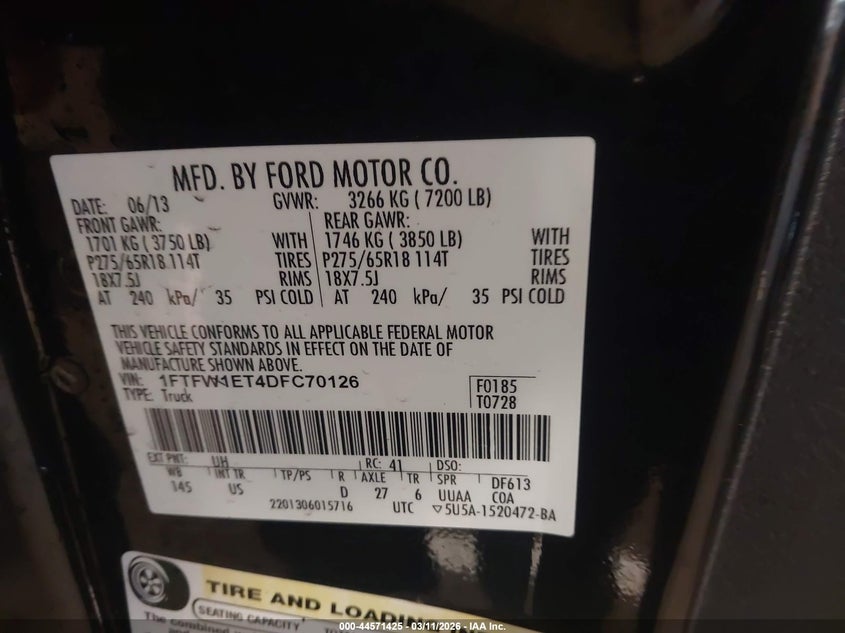 MFD. BY FORD MOTOR CO.
DATE: 06/13 GVWR: 3266 KG ( 7200 LB)
FRONT GAWR: REAR GAWR:
1701 KG ( 3750 LB) WITH 1746 KG ( 3850 LB) WITH
P275/65R18 114T TIRES P275/65R18 114T TIRES
18X7.5J RIMS 18X7.5J RIMS
AT 240 kPa/ 35 PSI COLD AT 240 kPa/ 35 PSI COLD
THIS VEHICLE CONFORMS TO ALL APPLICABLE FEDERAL MOTOR
VEHICLE SAFETY STANDARDS IN EFFECT ON THE DATE OF
MANUFACTURE SHOWN ABOVE.
VIN: 1FTFW1ET4DFC70126 F0185
TYPE: Truck T0728
EXT PNT: UH RC: 41 DSO:
WB INT TR TP/PS R AXLE TR SPR DF613
145 US D 27 6 UUAA COA
2201306015716 UTC ▽5U5A-1520472-BA
TIRE AND LOADIN
SEATING CAPACITY
The combined
000-44571425 - 03/11/2026 - IAA Inc.